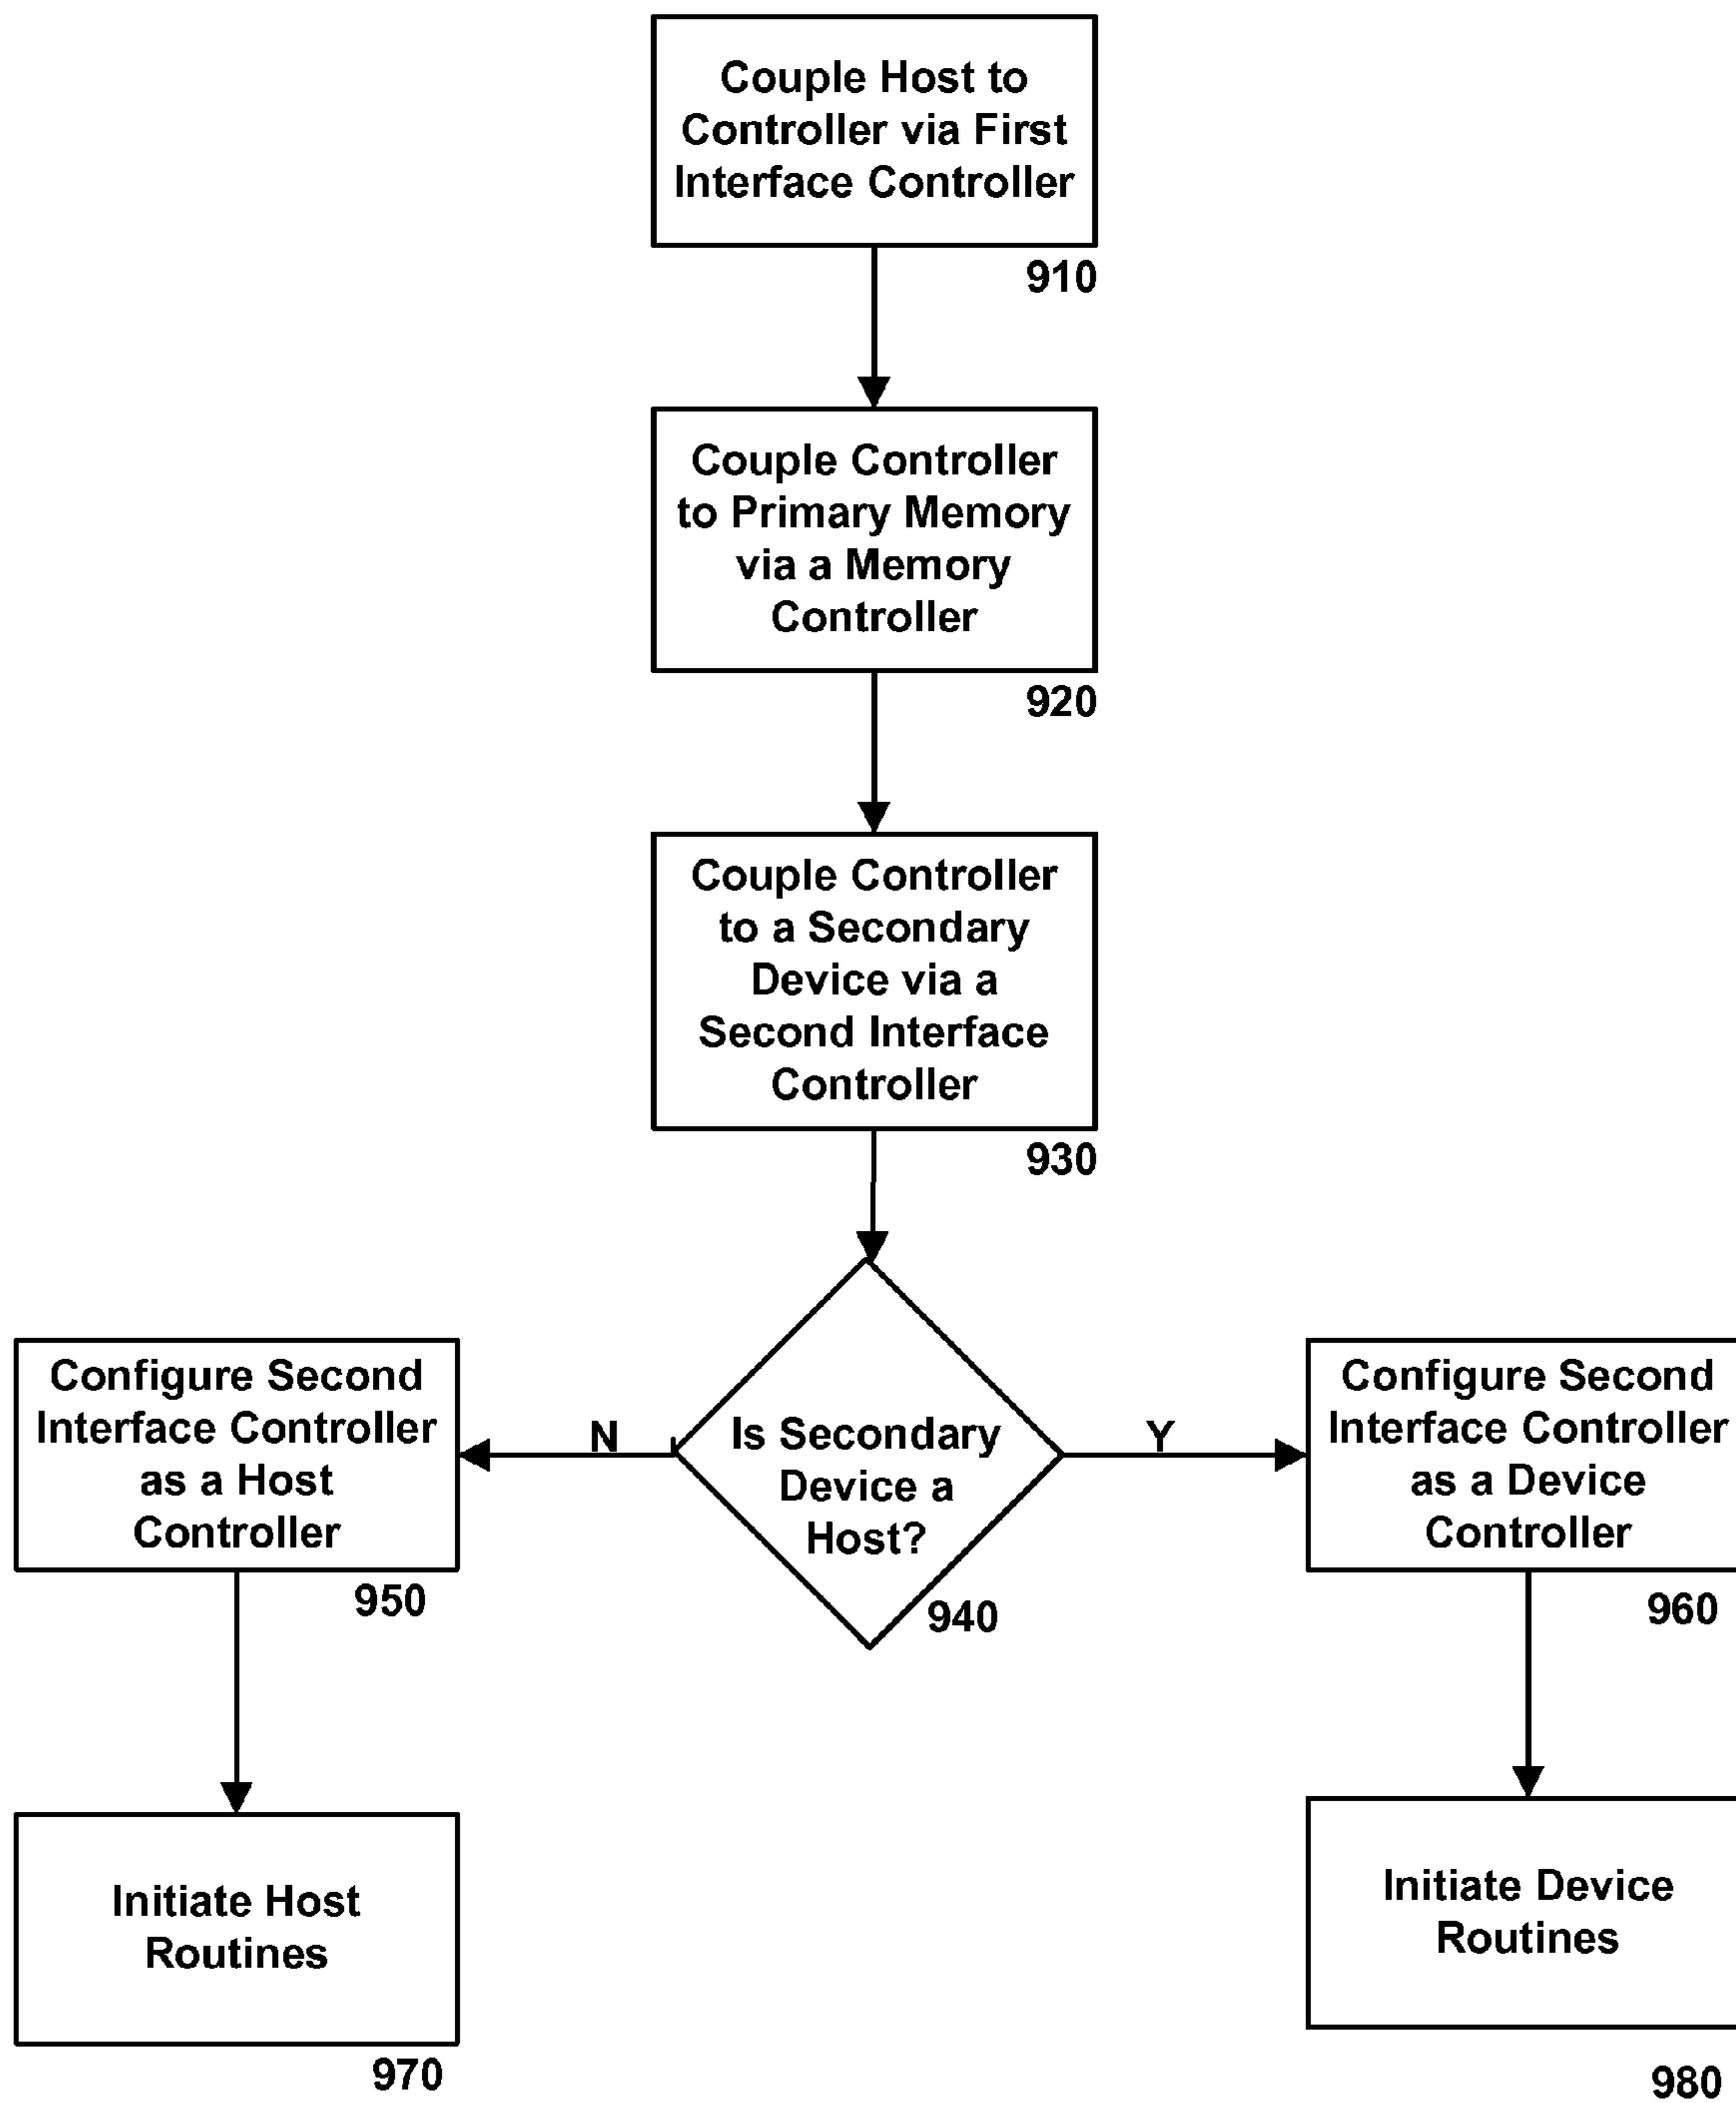 Couple Host to
Controller via First
Interface Controller
910
Couple Controller
to Primary Memory
via a Memory
Controller
920
Couple Controller
to a Secondary
Device via a
Second Interface
Controller
930
Configure Second
Interface Controller
as a Host
Controller
950
N
Is Secondary
Device a
Host?
940
Y
Configure Second
Interface Controller
as a Device
Controller
960
Initiate Host
Routines
970
Initiate Device
Routines
980